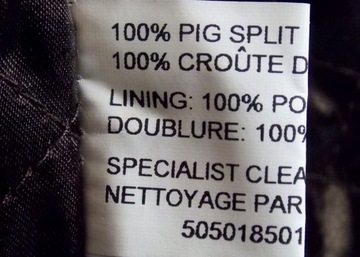 100% PIG SPLIT
100% CROÛTE D
LINING: 100% PO
DOUBLURE: 100%
SPECIALIST CLEA
NETTOYAGE PAR
505018501